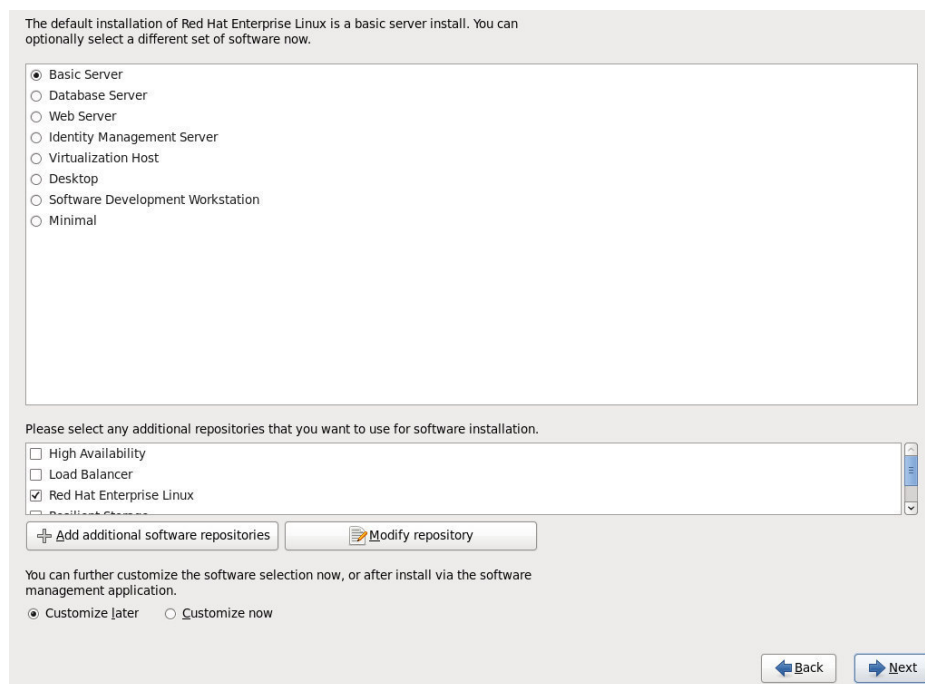 The default installation of Red Hat Enterprise Linux is a basic server install. You can
optionally select a different set of software now.
Basic Server
Database Server
Web Server
Identity Management Server
Virtualization Host
Desktop
Software Development Workstation
Minimal
Please select any additional repositories that you want to use for software installation.
High Availability
Load Balancer
Red Hat Enterprise Linux
Resilient Storage
Add additional software repositories
Modify repository
You can further customize the software selection now, or after install via the software
management application.
Customize later
Customize now
Back
Next